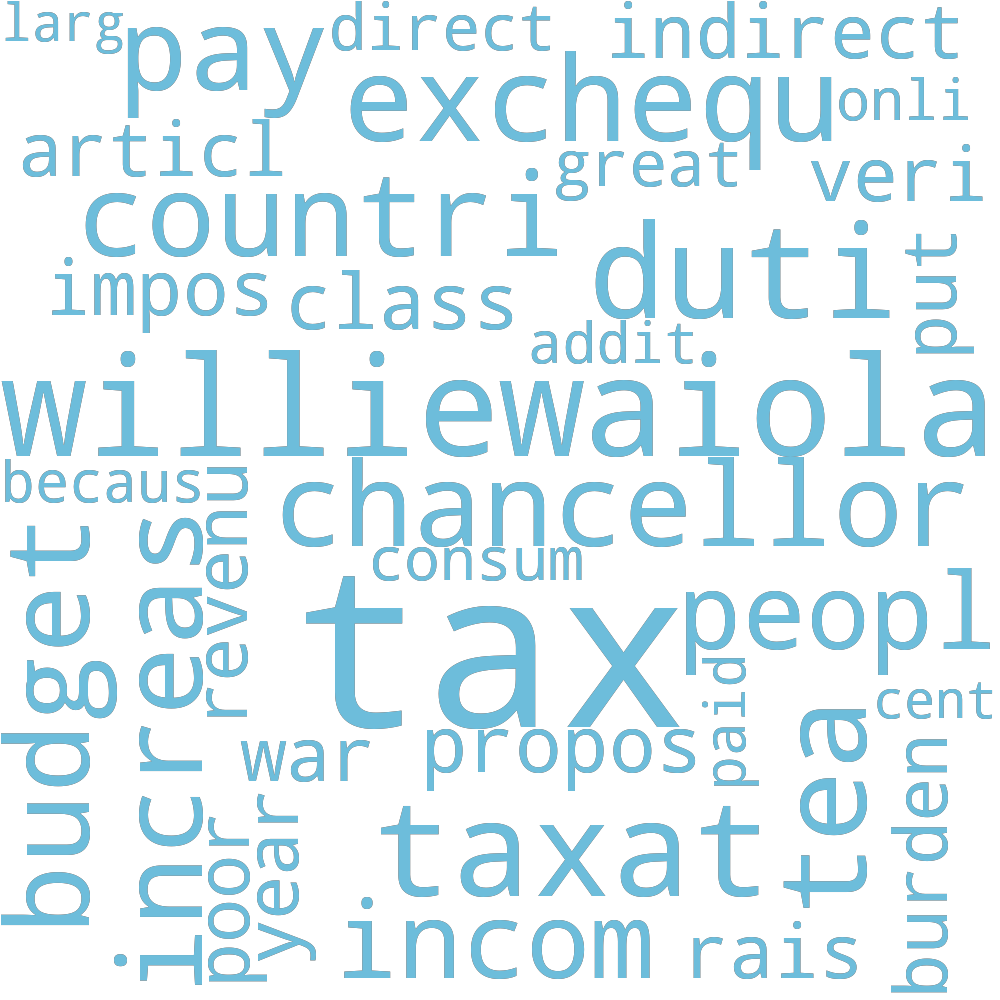 larg
pay
direct
indirect
exchequ
onli
articl
great
veri
countri
duti
put
impos
class
addit
williewaiola
becaus
chancellor
revenu
budget
increas
consum
tax
peopl
paid
cent
war
propos
tea
burden
poor
year
taxat
incom
rais